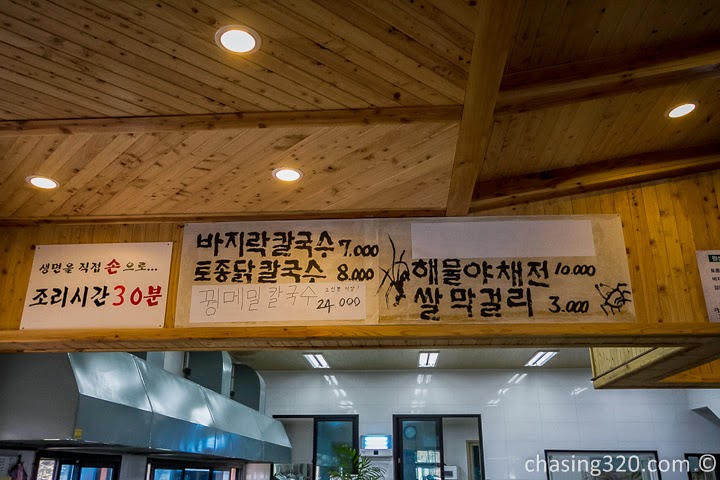 생면을 직접 손으로...
조리시간 30분
바지락칼국수 7.000
토종닭칼국수 8.000
꿩메밀칼국수
24 000
해물야채전 10.000
쌀막걸리 3.000
chasing320.com ©